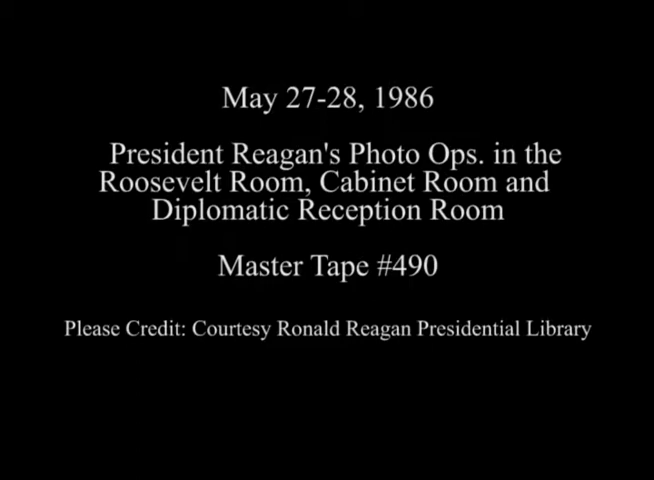 May 27-28, 1986
President Reagan's Photo Ops. in the
Roosevelt Room, Cabinet Room and
Diplomatic Reception Room
Master Tape #490
Please Credit: Courtesy Ronald Reagan Presidential Library